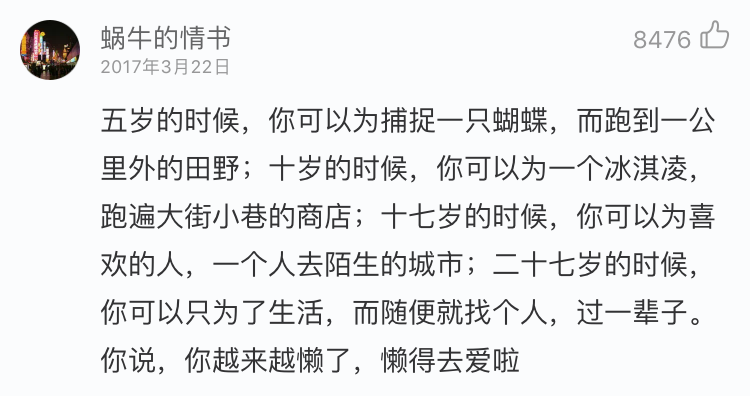 蜗牛的情书
8476
2017年3月22日
五岁的时候，你可以为捕捉一只蝴蝶，而跑到一公
里外的田野；十岁的时候，你可以为一个冰淇凌，
跑遍大街小巷的商店；十七岁的时候，你可以为喜
欢的人，一个人去陌生的城市；二十七岁的时候，
你可以只为了生活，而随便就找个人，过一辈子。
你说，你越来越懒了，懒得去爱啦